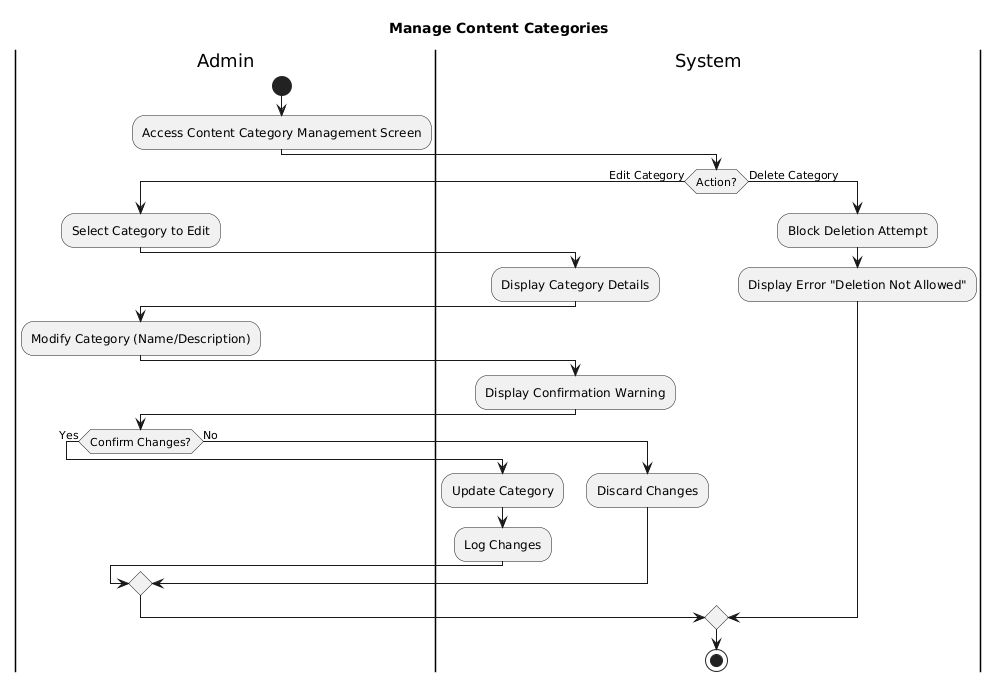 Manage Content Categories
Admin
System
Access Content Category Management Screen
Edit Category
Action?
Delete Category
Select Category to Edit
Block Deletion Attempt
Display Category Details
Display Error "Deletion Not Allowed"
Modify Category (Name/Description)
Display Confirmation Warning
Yes
Confirm Changes?
No
Update Category
Discard Changes
Log Changes